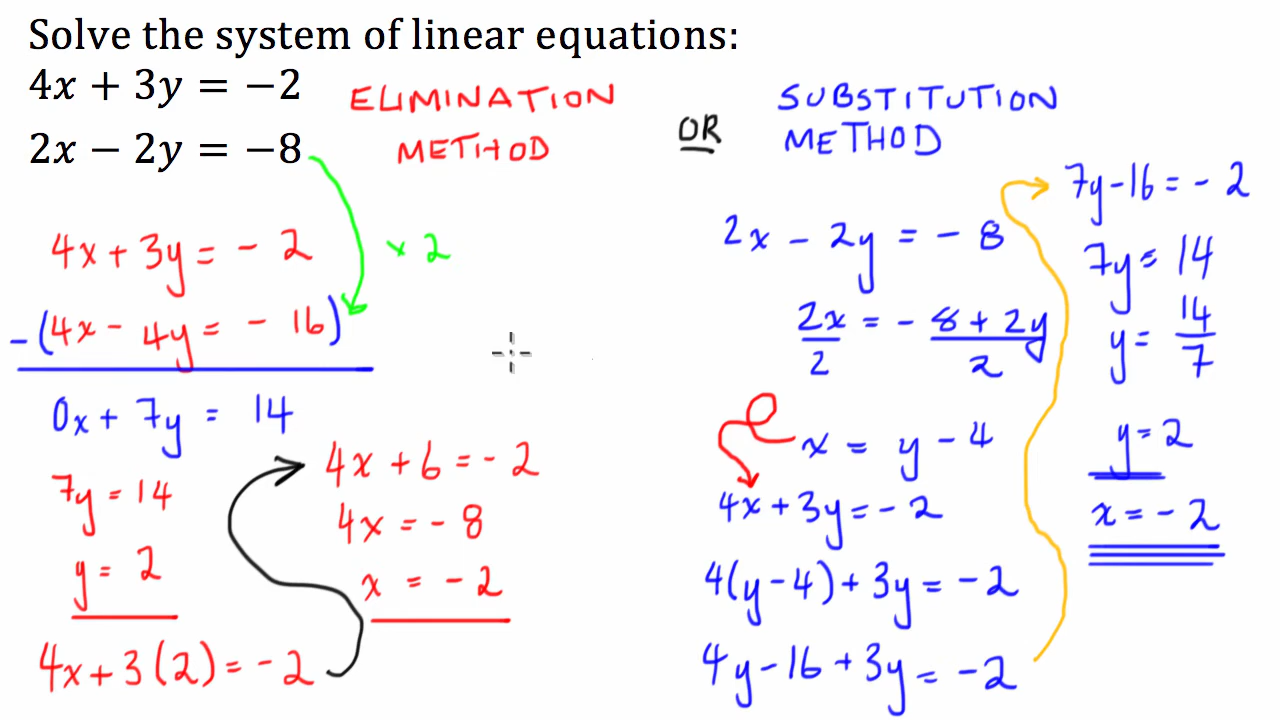 Solve the system of linear equations:
4x + 3y = −2
2x − 2y = −8
ELIMINATION
METHOD
4x + 3y = - 2
× 2
-(4x - 4y = - 16)
0x + 7y = 14
7y = 14
y = 2
4x + 3(2) = - 2
4x + 6 = - 2
4x = - 8
x = - 2
OR
SUBSTITUTION
METHOD
2x - 2y = - 8
2x/2 = - 8 + 2y/2
x = y - 4
4x + 3y = - 2
4(y - 4) + 3y = - 2
4y - 16 + 3y = - 2
7y - 16 = - 2
7y = 14
y = 14/7
y = 2
x = - 2